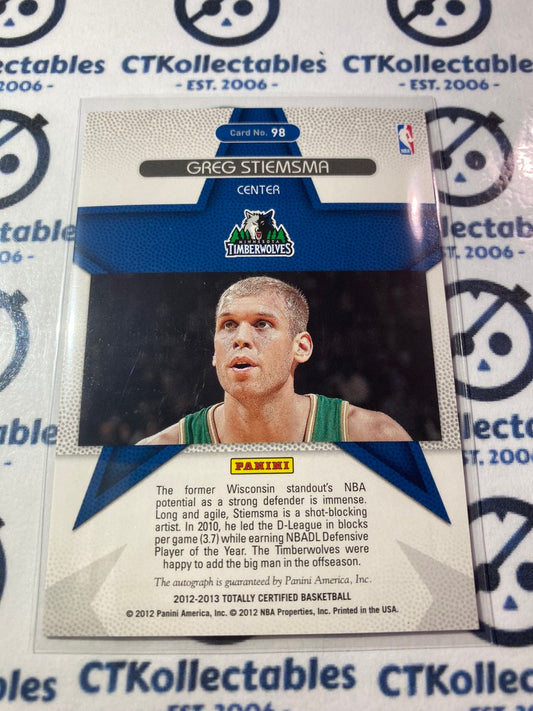 CTKollectables
- EST. 2006 -
Card No. 98
GREG STIEMSMA
CENTER
MINNESOTA
TIMBERWOLVES
PANINI
The former Wisconsin standout's NBA
potential as a strong defender is immense.
Long and agile, Stiemsma is a shot-blocking
artist. In 2010, he led the D-League in blocks
per game (3.7) while earning NBADL Defensive
Player of the Year. The Timberwolves were
happy to add the big man in the offseason.
The autograph is guaranteed by Panini America, Inc.
2012-2013 TOTALLY CERTIFIED BASKETBALL
© 2012 Panini America, Inc. © 2012 NBA Properties, Inc. Printed in the USA.
CTKollectables
CTKollectables